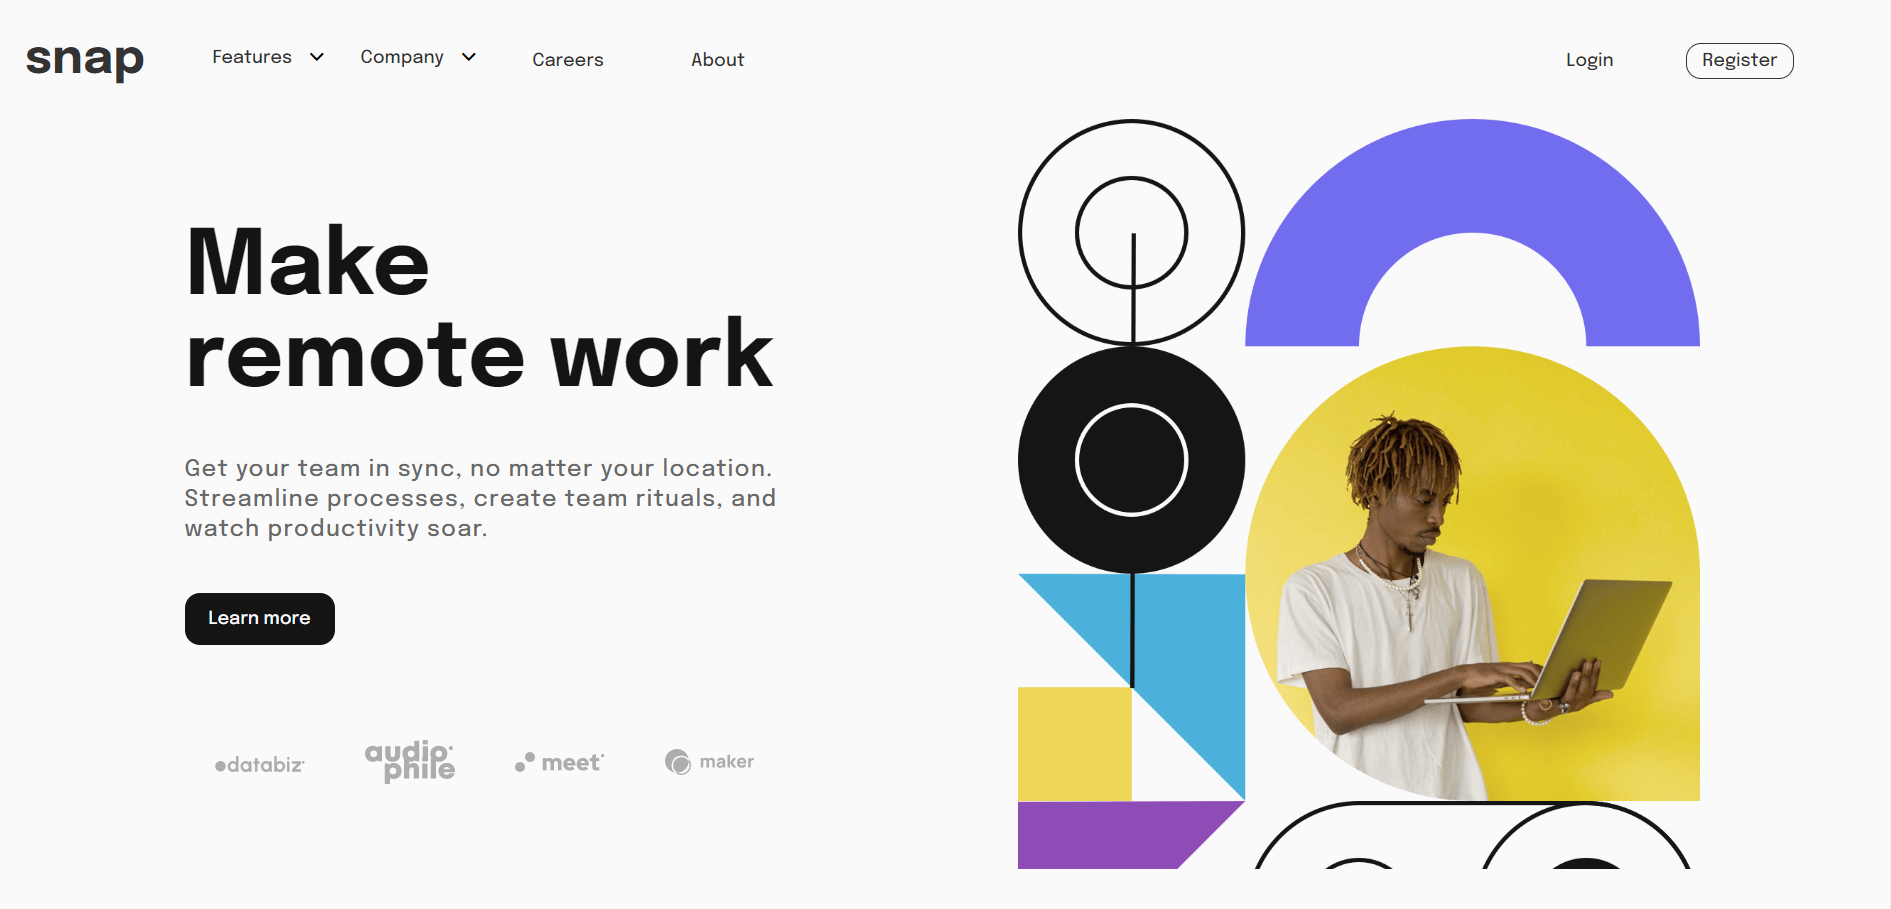 snap Features Company Careers About Login Register
Make
remote work
Get your team in sync, no matter your location.
Streamline processes, create team rituals, and
watch productivity soar.
Learn more
databiz audiophile meet maker